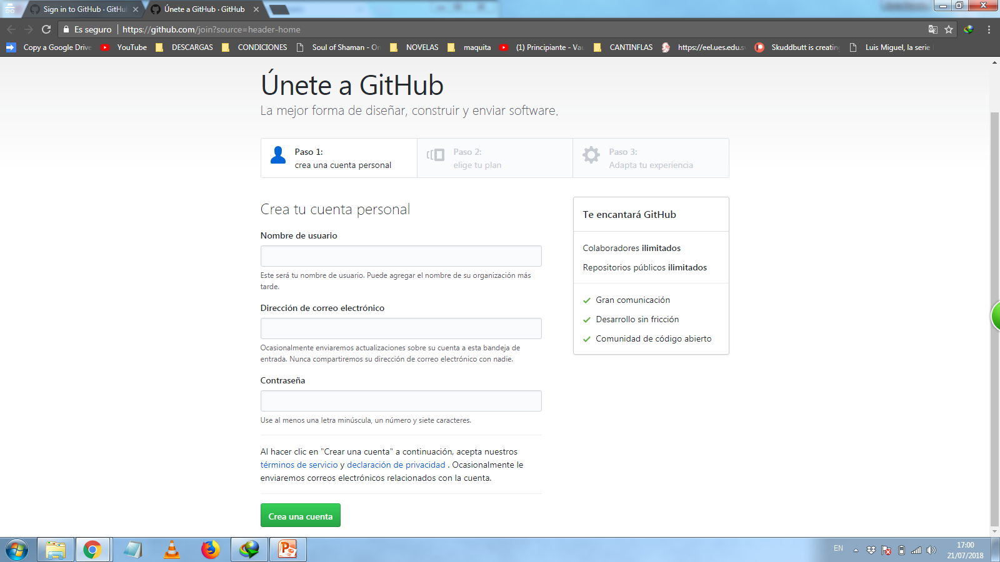 Sign in to GitHub · GitHu
Únete a GitHub · GitHub
Es seguro
https://github.com/join?source=header-home
Copy a Google Drive
YouTube
DESCARGAS
CONDICIONES
Soul of Shaman - On
NOVELAS
maquita
(1) Principiante - Vau
CANTINFLAS
https://eel.ues.edu.sv
Skuddbutt is creating
Luis Miguel, la serie
Únete a GitHub
La mejor forma de diseñar, construir y enviar software.
Paso 1:
crea una cuenta personal
Paso 2:
elige tu plan
Paso 3:
Adapta tu experiencia
Crea tu cuenta personal
Nombre de usuario
Este será tu nombre de usuario. Puede agregar el nombre de su organización más
tarde.
Dirección de correo electrónico
Ocasionalmente enviaremos actualizaciones sobre su cuenta a esta bandeja de
entrada. Nunca compartiremos su dirección de correo electrónico con nadie.
Contraseña
Use al menos una letra minúscula, un número y siete caracteres.
Al hacer clic en "Crear una cuenta" a continuación, acepta nuestros
términos de servicio y declaración de privacidad . Ocasionalmente le
enviaremos correos electrónicos relacionados con la cuenta.
Crea una cuenta
Te encantará GitHub
Colaboradores ilimitados
Repositorios públicos ilimitados
Gran comunicación
Desarrollo sin fricción
Comunidad de código abierto
EN
17:00
21/07/2018